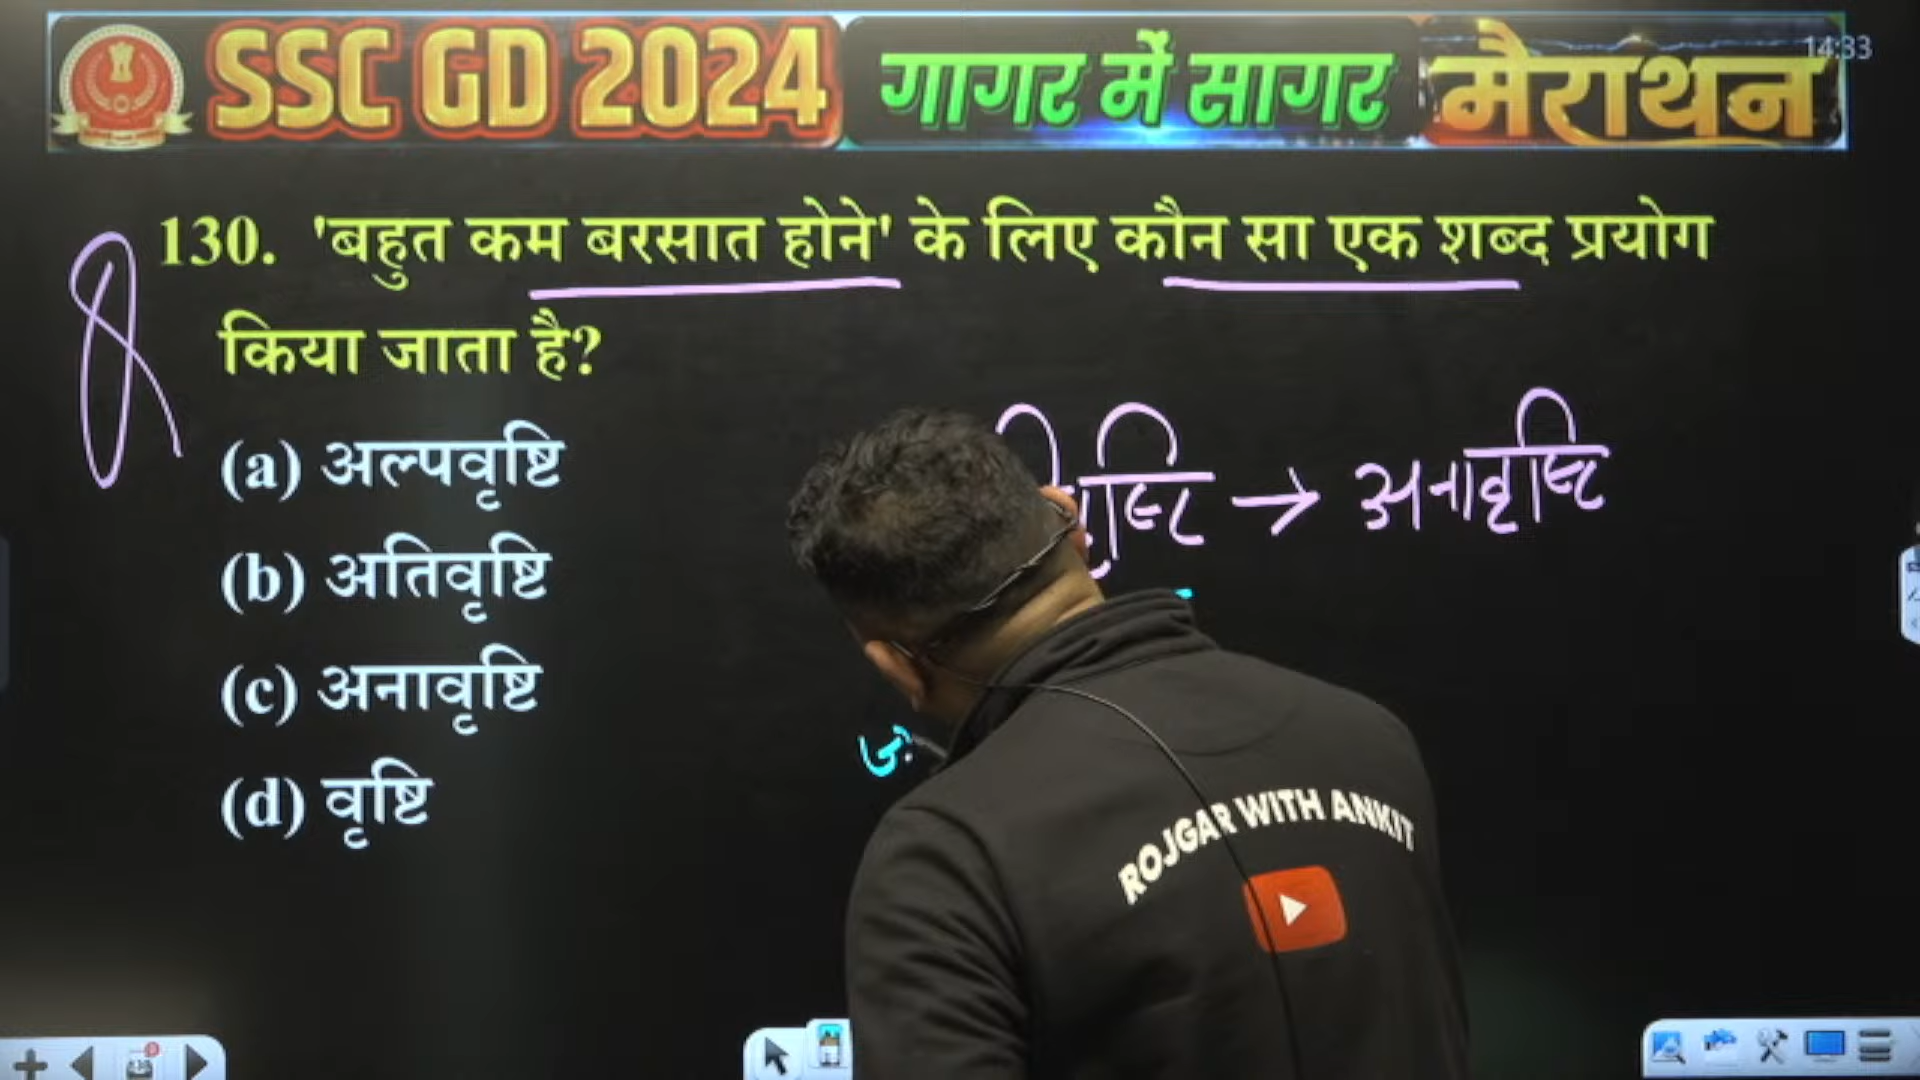 SSC GD 2024 गागर में सागर मैराथन
14:33
130. 'बहुत कम बरसात होने' के लिए कौन सा एक शब्द प्रयोग
किया जाता है?
(a) अल्पवृष्टि
(b) अतिवृष्टि
(c) अनावृष्टि
(d) वृष्टि
→ अनावृष्टि
ROJGAR WITH ANKIT